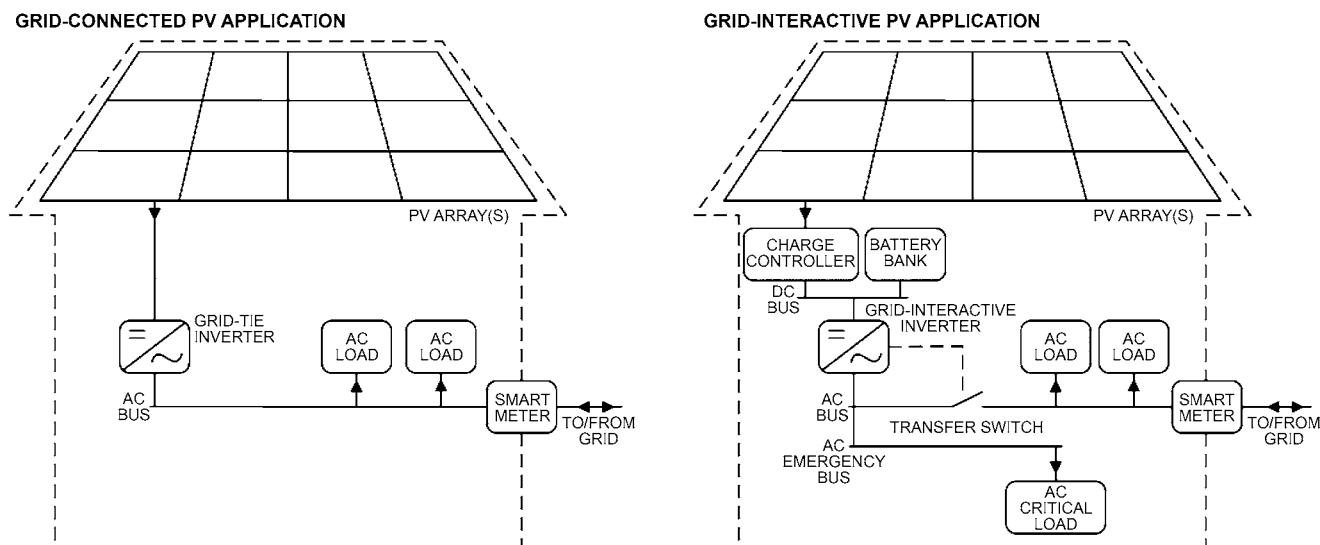 GRID-CONNECTED PV APPLICATION
PV ARRAY(S)
GRID-TIE
INVERTER
AC
LOAD
AC
LOAD
AC
BUS
SMART
METER
TO/FROM
GRID
GRID-INTERACTIVE PV APPLICATION
PV ARRAY(S)
CHARGE
CONTROLLER
BATTERY
BANK
DC
BUS
GRID-INTERACTIVE
INVERTER
AC
LOAD
AC
LOAD
AC
BUS
TRANSFER SWITCH
SMART
METER
TO/FROM
GRID
AC
EMERGENCY
BUS
AC
CRITICAL
LOAD